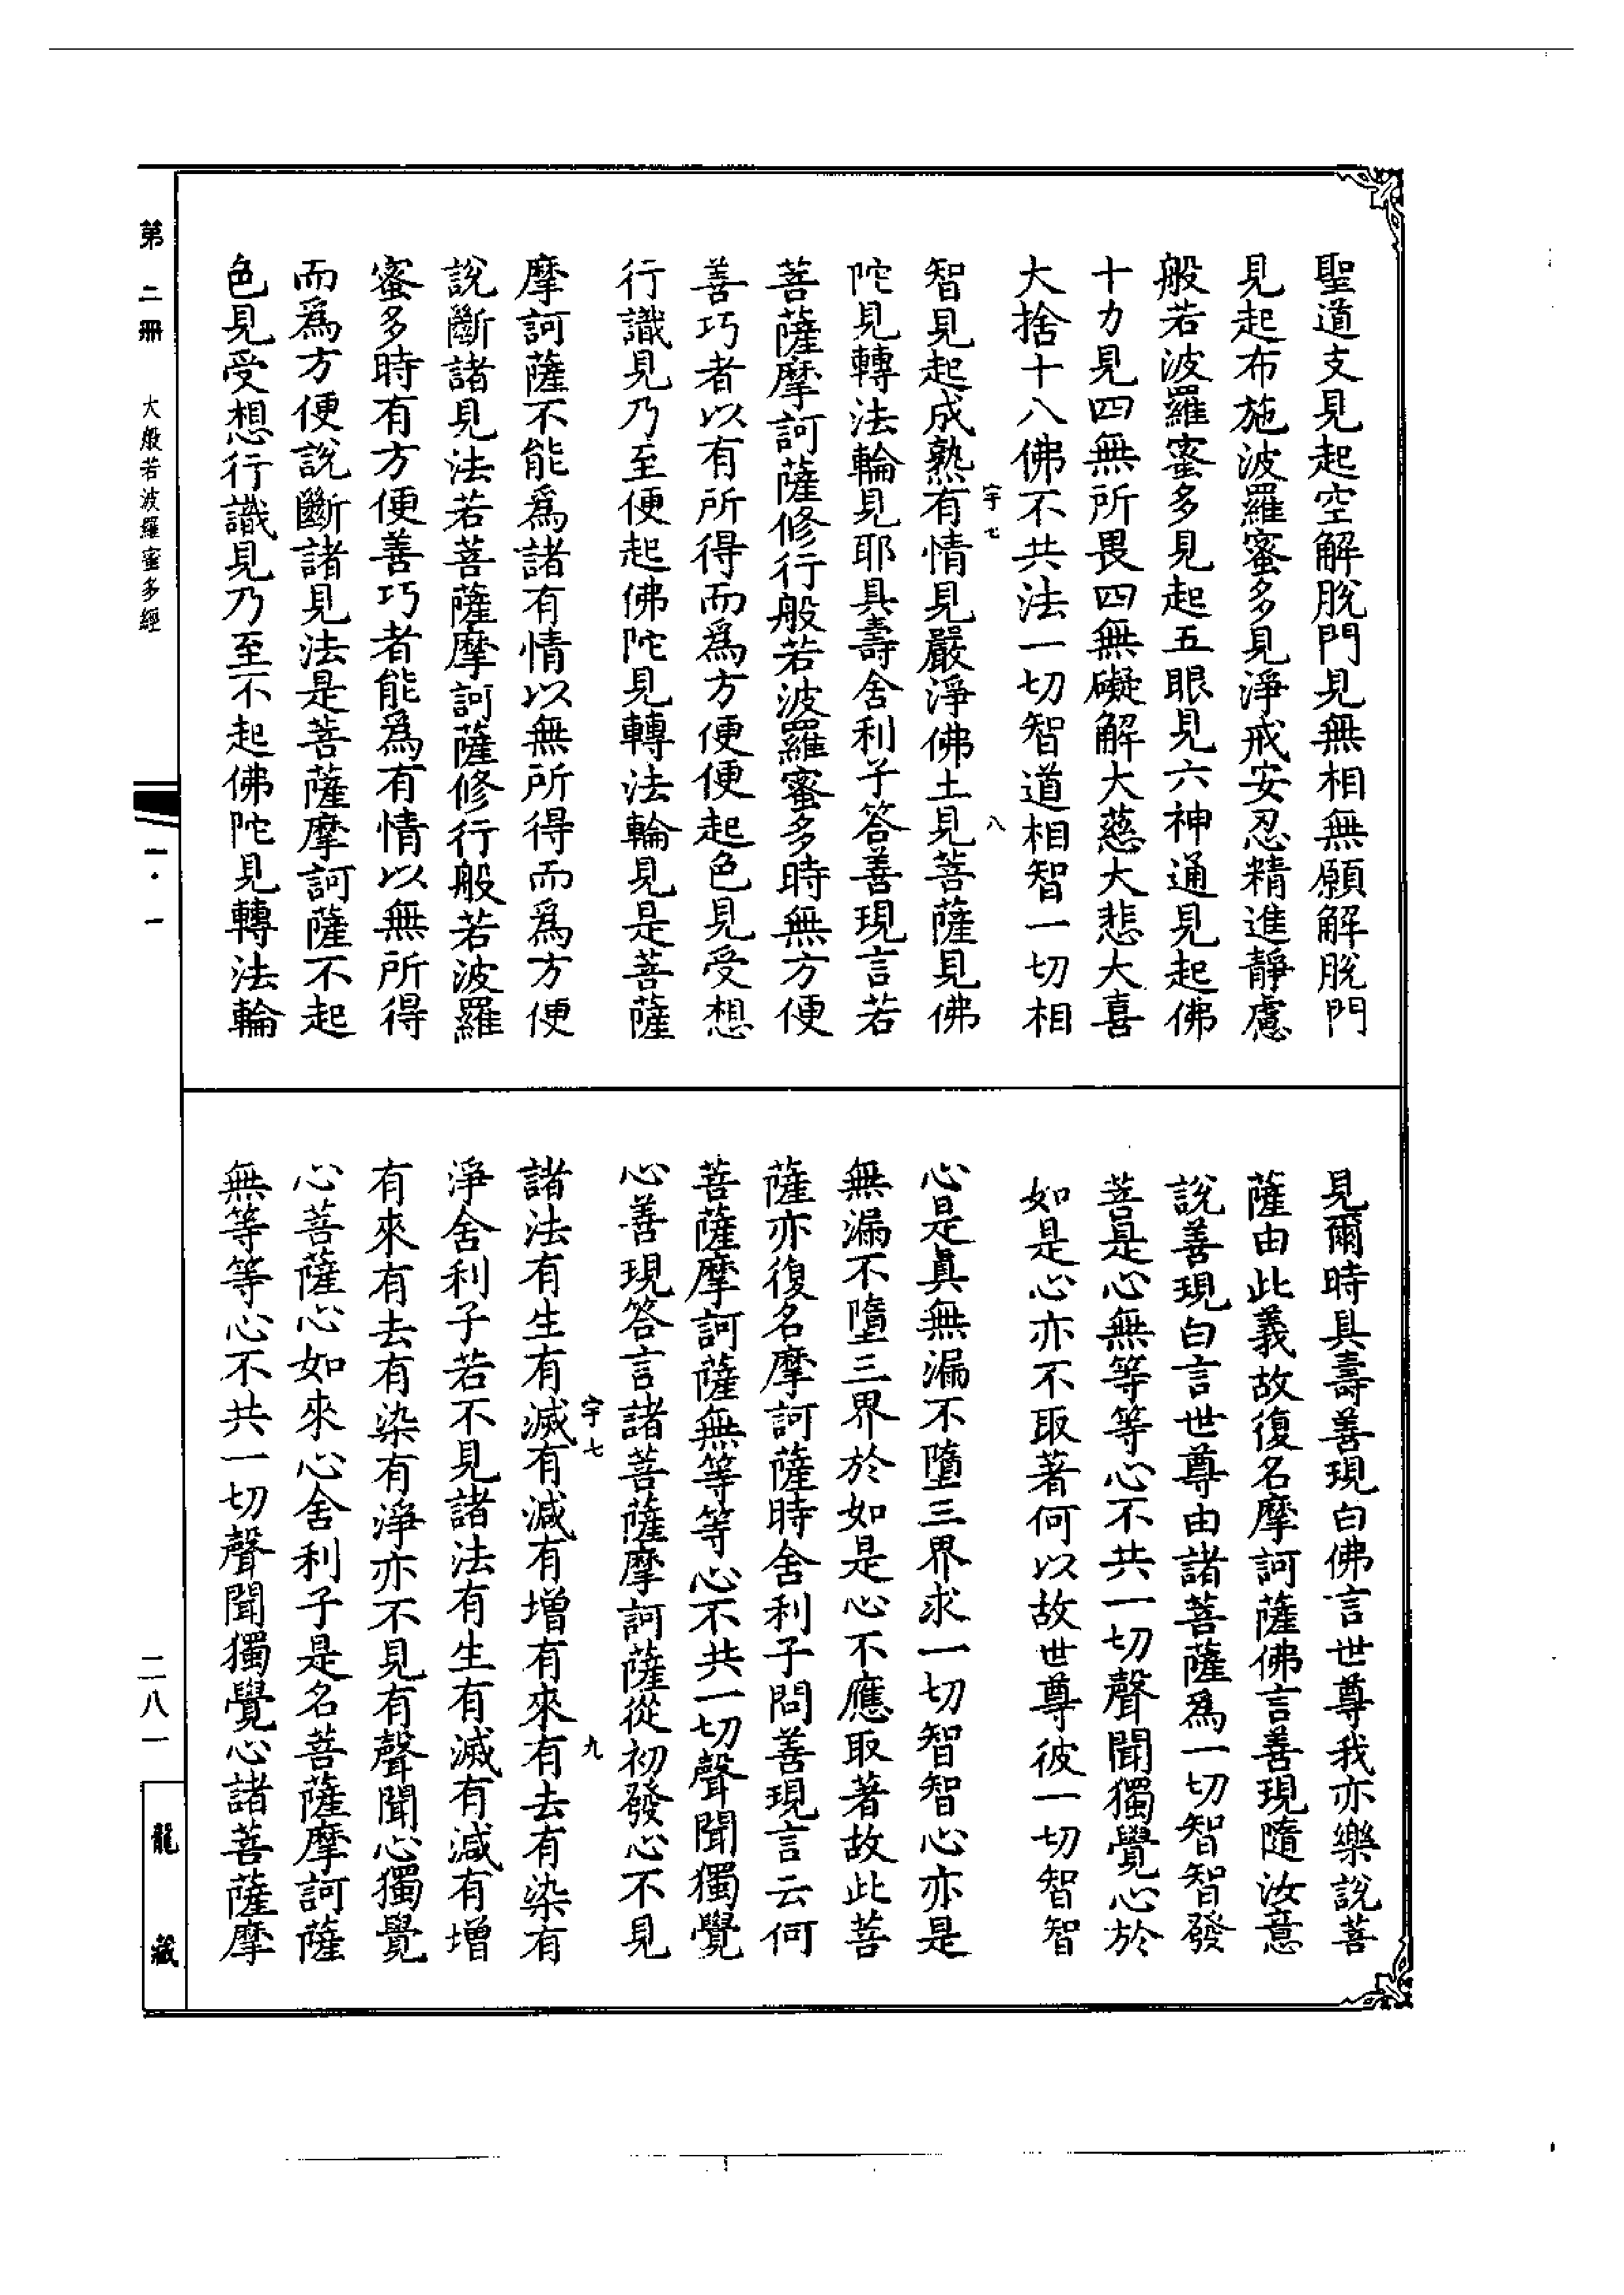 聖道支見起空解脫門見無相無願解脫門
見起布施波羅蜜多見淨戒安忍精進靜慮
般若波羅蜜多見起五眼見六神通見起佛
十力見四無所畏四無礙解大慈大悲大喜
大捨十八佛不共法一切智道相智一切相
宇七
八
智見起成熟有情見嚴淨佛土見菩薩見佛
陀見轉法輪見耶具壽舍利子答善現言若
菩薩摩訶薩修行般若波羅蜜多時無方便
善巧者以有所得而爲方便便起色見受想
行識見乃至便起佛陀見轉法輪見是菩薩
摩訶薩不能爲諸有情以無所得而爲方便
說斷諸見法若菩薩摩訶薩修行般若波羅
蜜多時有方便善巧者能爲有情以無所得
而爲方便說斷諸見法是菩薩摩訶薩不起
色見受想行識見乃至不起佛陀見轉法輪
見爾時具壽善現白佛言世尊我亦樂說菩
薩由此義故復名摩訶薩佛言善現隨汝意
說善現白言世尊由諸菩薩爲一切智智發
菩是心無等等心不共一切聲聞獨覺心於
如是心亦不取著何以故世尊彼一切智智
心是眞無漏不墮三界求一切智智心亦是
無漏不墮三界於如是心不應取著故此菩
薩亦復名摩訶薩時舍利子問善現言云何
菩薩摩訶薩無等等心不共一切聲聞獨覺
心善現答言諸菩薩摩訶薩從初發心不見
宇七
九
諸法有生有滅有減有增有來有去有染有
淨舍利子若不見諸法有生有滅有減有增
有來有去有染有淨亦不見有聲聞心獨覺
心菩薩心如來心舍利子是名菩薩摩訶薩
無等等心不共一切聲聞獨覺心諸菩薩摩
第二冊
大般若波羅蜜多經
一·一
二八一
龍藏